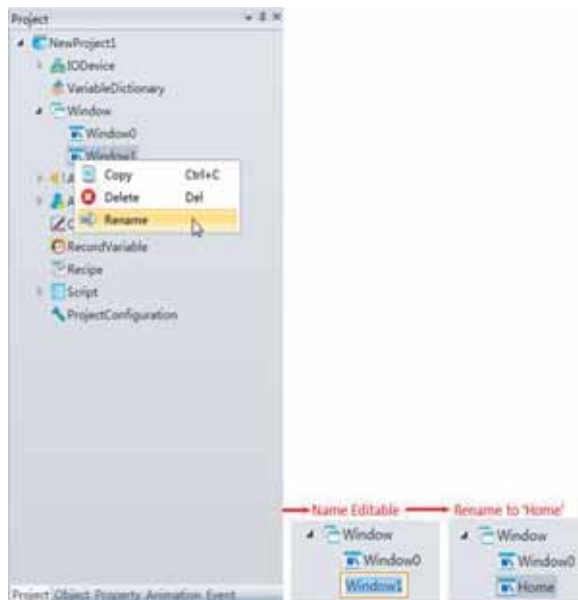 Project
NewProject1
IODevice
VariableDictionary
Window
Window0
Window1
Copy Ctrl+C
Delete Del
Rename
RecordVariable
Recipe
Script
ProjectConfiguration
Project Object Property Animation Event
Name Editable
Window
Window0
Window1
Rename to 'Home'
Window
Window0
Home